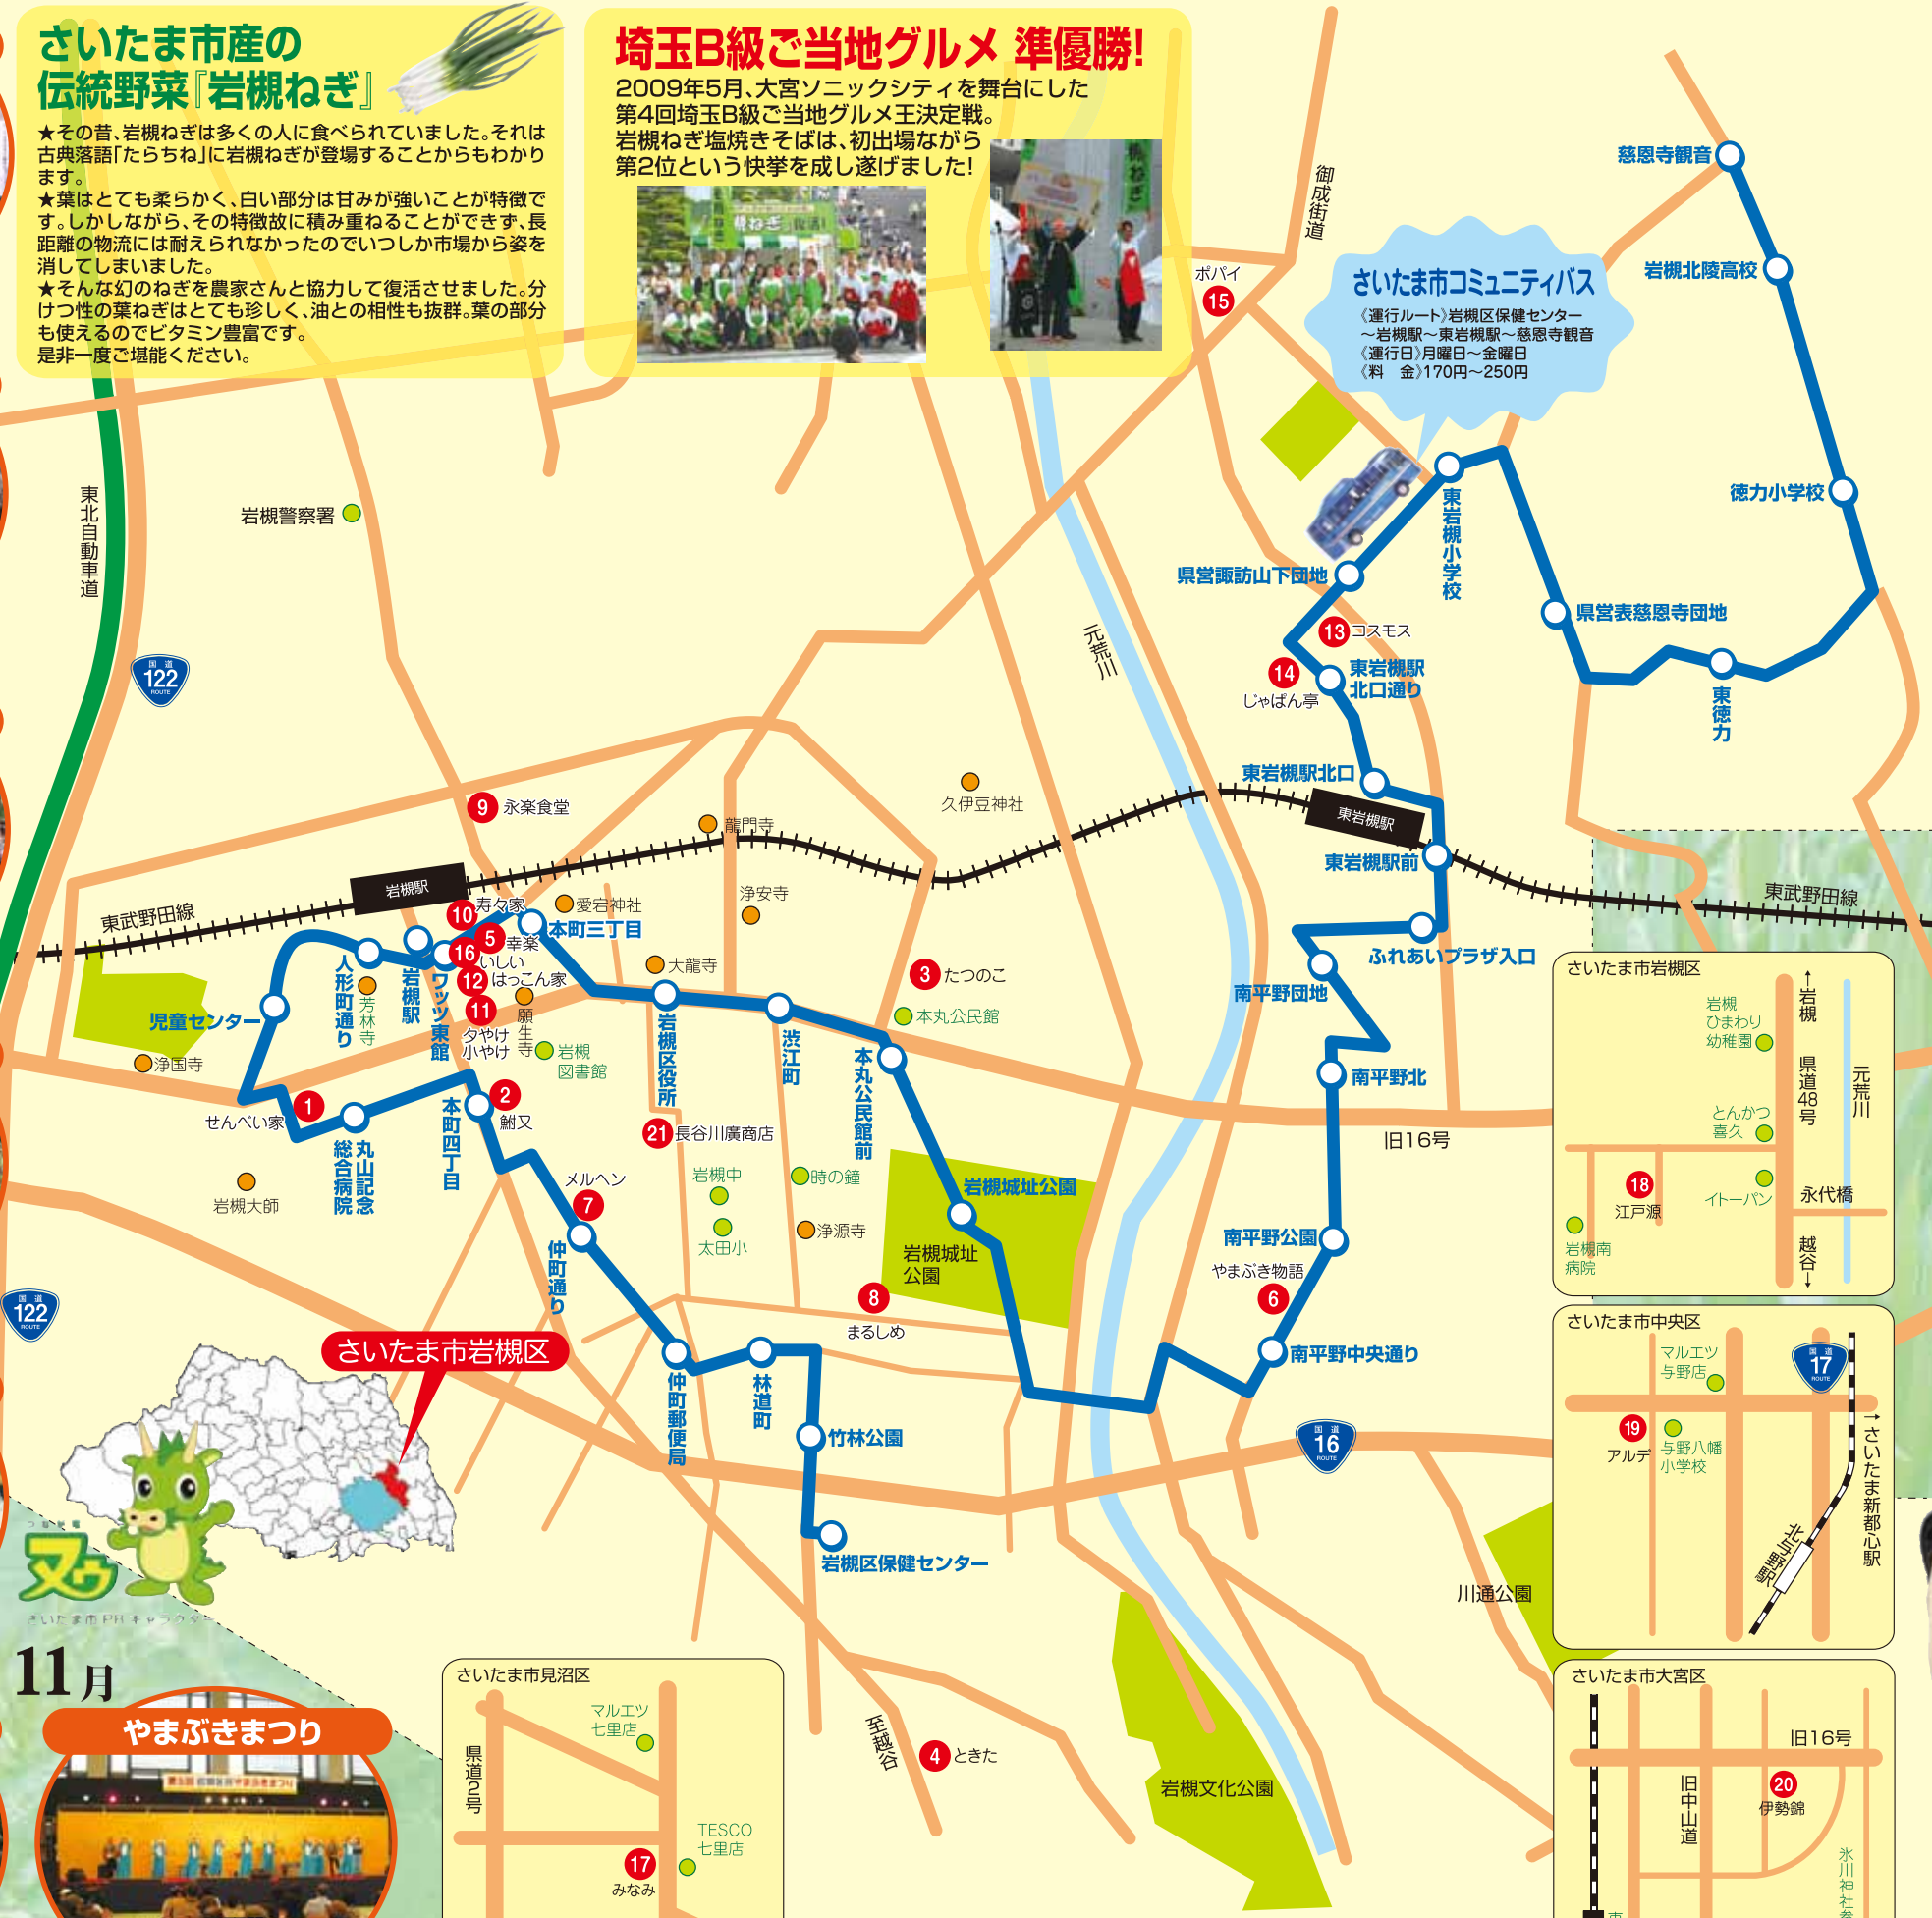 さいたま市産の
伝統野菜『岩槻ねぎ』
★その昔、岩槻ねぎは多くの人に食べられていました。それは
古典落語「たらちね」に岩槻ねぎが登場することからもわかり
ます。
★葉はとても柔らかく、白い部分は甘みが強いことが特徴で
す。しかしながら、その特徴故に積み重ねることができず、長
距離の物流には耐えられなかったのでいつしか市場から姿を
消してしまいました。
★そんな幻のねぎを農家さんと協力して復活させました。分
けつ性の葉ねぎはとても珍しく、油との相性も抜群。葉の部分
も使えるのでビタミン豊富です。
是非一度ご堪能ください。
埼玉B級ご当地グルメ 準優勝!
2009年5月、大宮ソニックシティを舞台にした
第4回埼玉B級ご当地グルメ王決定戦。
岩槻ねぎ塩焼きそばは、初出場ながら
第2位という快挙を成し遂げました!
御成街道
ポパイ
15
さいたま市コミュニティバス
《運行ルート》岩槻区保健センター
〜岩槻駅〜東岩槻駅〜慈恩寺観音
《運行日》月曜日〜金曜日
《料　金》170円〜250円
慈恩寺観音
岩槻北陵高校
徳力小学校
東岩槻小学校
県営諏訪山下団地
県営表慈恩寺団地
東徳力
13 コスモス
14
じゃぱん亭
東岩槻駅
北口通り
東岩槻駅北口
東岩槻駅
東岩槻駅前
東武野田線
ふれあいプラザ入口
南平野団地
南平野北
旧16号
南平野公園
やまぶき物語
6
南平野中央通り
国道
16
ROUTE
元荒川
東北自動車道
岩槻警察署
国道
122
ROUTE
9 永楽食堂
久伊豆神社
龍門寺
浄安寺
岩槻駅
東武野田線
10 寿々家
愛宕神社
本町三丁目
5 幸楽
16 いしい
12 はっこん家
11
夕やけ
小やけ
願生寺
大龍寺
3 たつのこ
本丸公民館
人形町通り
芳林寺
岩槻駅
ワッツ東館
児童センター
浄国寺
岩槻
図書館
岩槻区役所
渋江町
本丸公民館前
せんべい家
1
丸山記念
総合病院
本町四丁目
2
鮒又
21 長谷川廣商店
岩槻大師
メルヘン
7
仲町通り
岩槻中
太田小
時の鐘
浄源寺
岩槻城址公園
岩槻城址
公園
8
まるしめ
国道
122
ROUTE
さいたま市岩槻区
仲町郵便局
林道町
竹林公園
岩槻区保健センター
ヌゥ
さいたま市PRキャラクター
11月
やまぶきまつり
至越谷
4 ときた
岩槻文化公園
川通公園
さいたま市見沼区
マルエツ
七里店
県道2号
TESCO
七里店
17
みなみ
さいたま市岩槻区
←岩槻
岩槻
ひまわり
幼稚園
県道48号
元荒川
とんかつ
喜久
18
江戸源
イトーパン
永代橋
岩槻南
病院
越谷→
さいたま市中央区
マルエツ
与野店
国道
17
ROUTE
19
アルデ
与野八幡
小学校
→さいたま新都心駅
北与野駅
さいたま市大宮区
旧16号
旧中山道
20
伊勢錦
氷川神社参